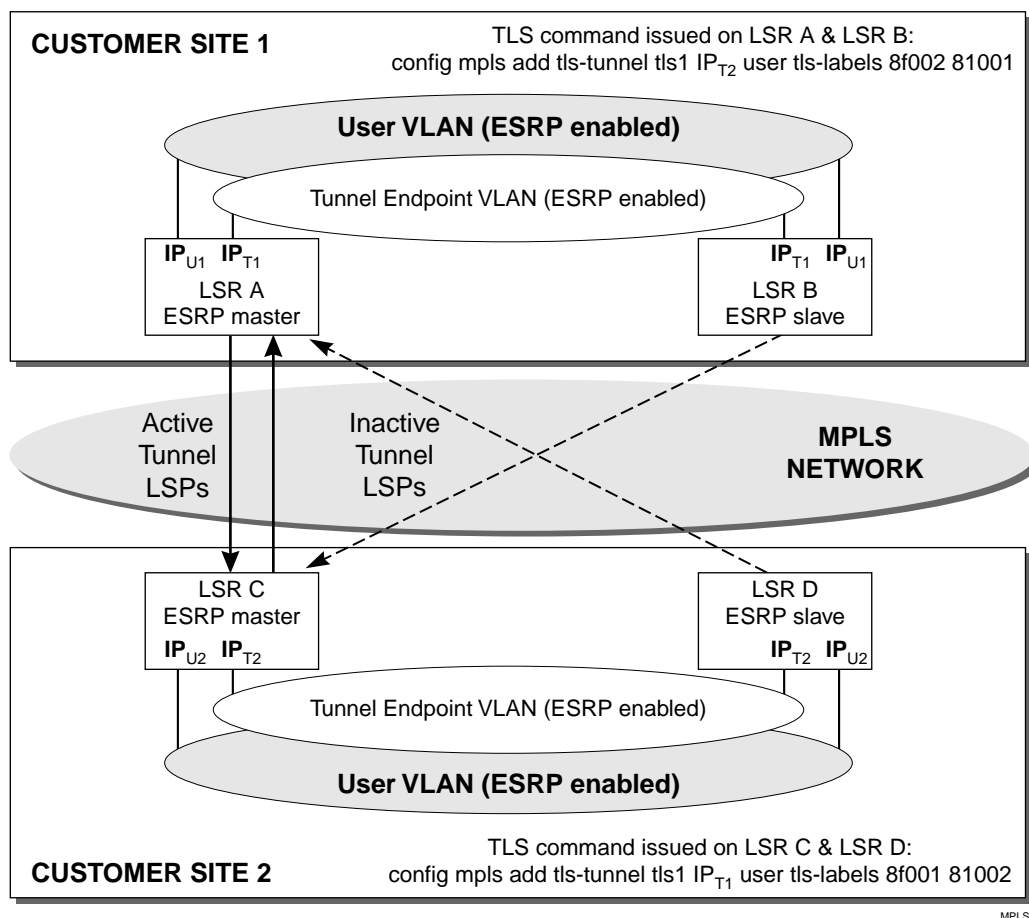 CUSTOMER SITE 1
TLS command issued on LSR A & LSR B:
config mpls add tls-tunnel tls1 IPT2 user tls-labels 8f002 81001
User VLAN (ESRP enabled)
Tunnel Endpoint VLAN (ESRP enabled)
IPU1 IPT1
LSR A
ESRP master
IPT1 IPU1
LSR B
ESRP slave
Active
Tunnel
LSPs
Inactive
Tunnel
LSPs
MPLS
NETWORK
LSR C
ESRP master
IPU2 IPT2
LSR D
ESRP slave
IPT2 IPU2
Tunnel Endpoint VLAN (ESRP enabled)
User VLAN (ESRP enabled)
TLS command issued on LSR C & LSR D:
config mpls add tls-tunnel tls1 IPT1 user tls-labels 8f001 81002
CUSTOMER SITE 2